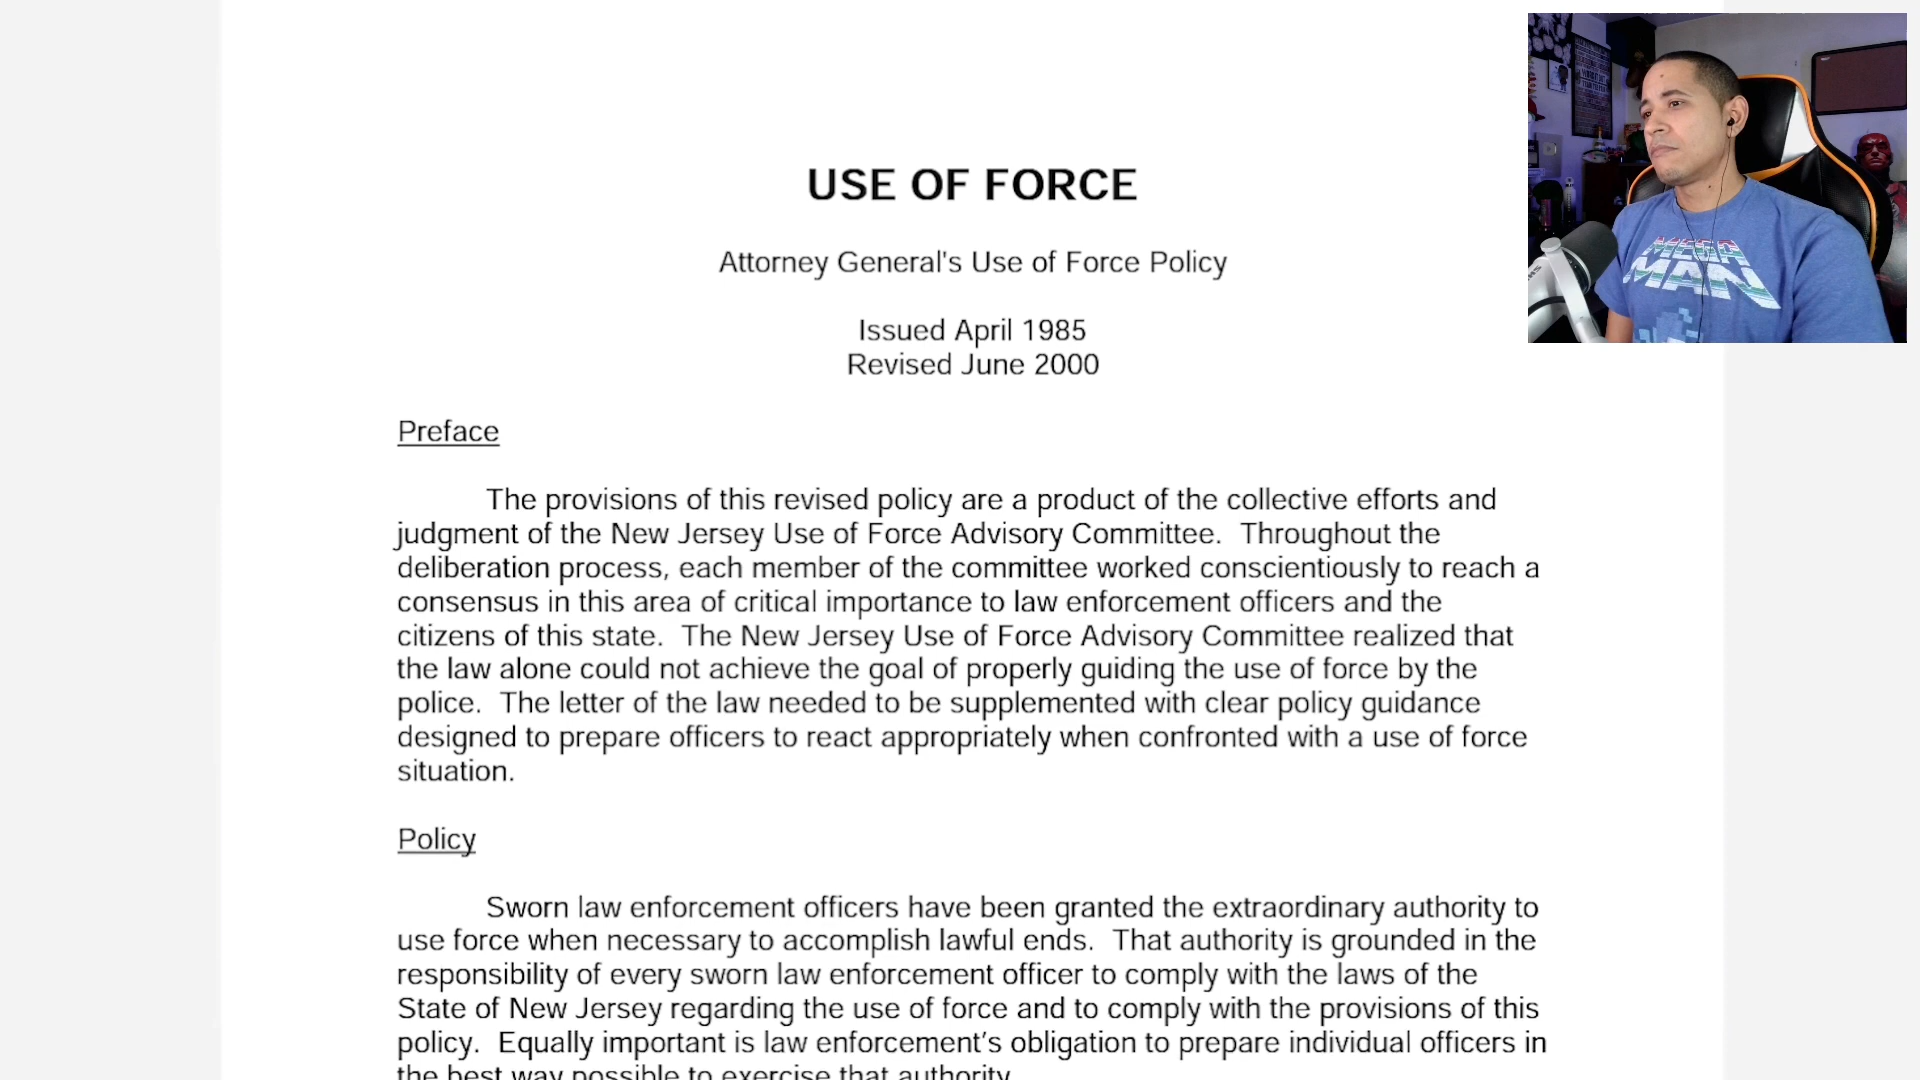 USE OF FORCE
Attorney General's Use of Force Policy
Issued April 1985
Revised June 2000
Preface
The provisions of this revised policy are a product of the collective efforts and
judgment of the New Jersey Use of Force Advisory Committee.  Throughout the
deliberation process, each member of the committee worked conscientiously to reach a
consensus in this area of critical importance to law enforcement officers and the
citizens of this state.  The New Jersey Use of Force Advisory Committee realized that
the law alone could not achieve the goal of properly guiding the use of force by the
police.  The letter of the law needed to be supplemented with clear policy guidance
designed to prepare officers to react appropriately when confronted with a use of force
situation.
Policy
Sworn law enforcement officers have been granted the extraordinary authority to
use force when necessary to accomplish lawful ends.  That authority is grounded in the
responsibility of every sworn law enforcement officer to comply with the laws of the
State of New Jersey regarding the use of force and to comply with the provisions of this
policy.  Equally important is law enforcement’s obligation to prepare individual officers in
the best way possible to exercise that authority.
MEGA
MAN